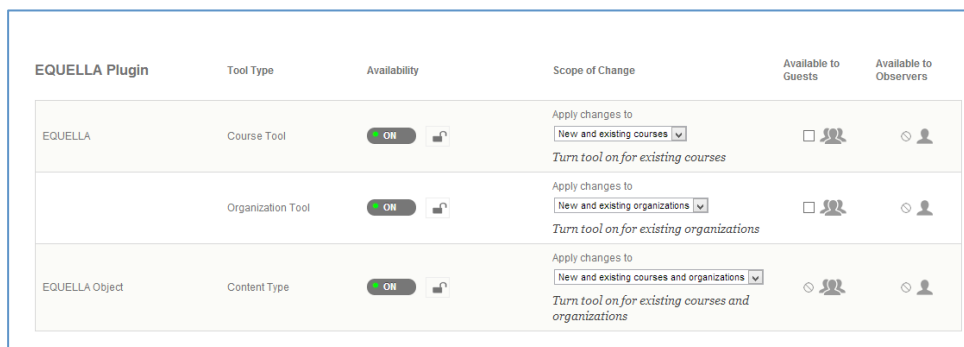 EQUELLA Plugin Tool Type Availability Scope of Change Available to Guests Available to Observers
Apply changes to
EQUELLA Course Tool ON New and existing courses
Turn tool on for existing courses
Apply changes to
Organization Tool ON New and existing organizations
Turn tool on for existing organizations
Apply changes to
EQUELLA Object Content Type ON New and existing courses and organizations
Turn tool on for existing courses and
organizations